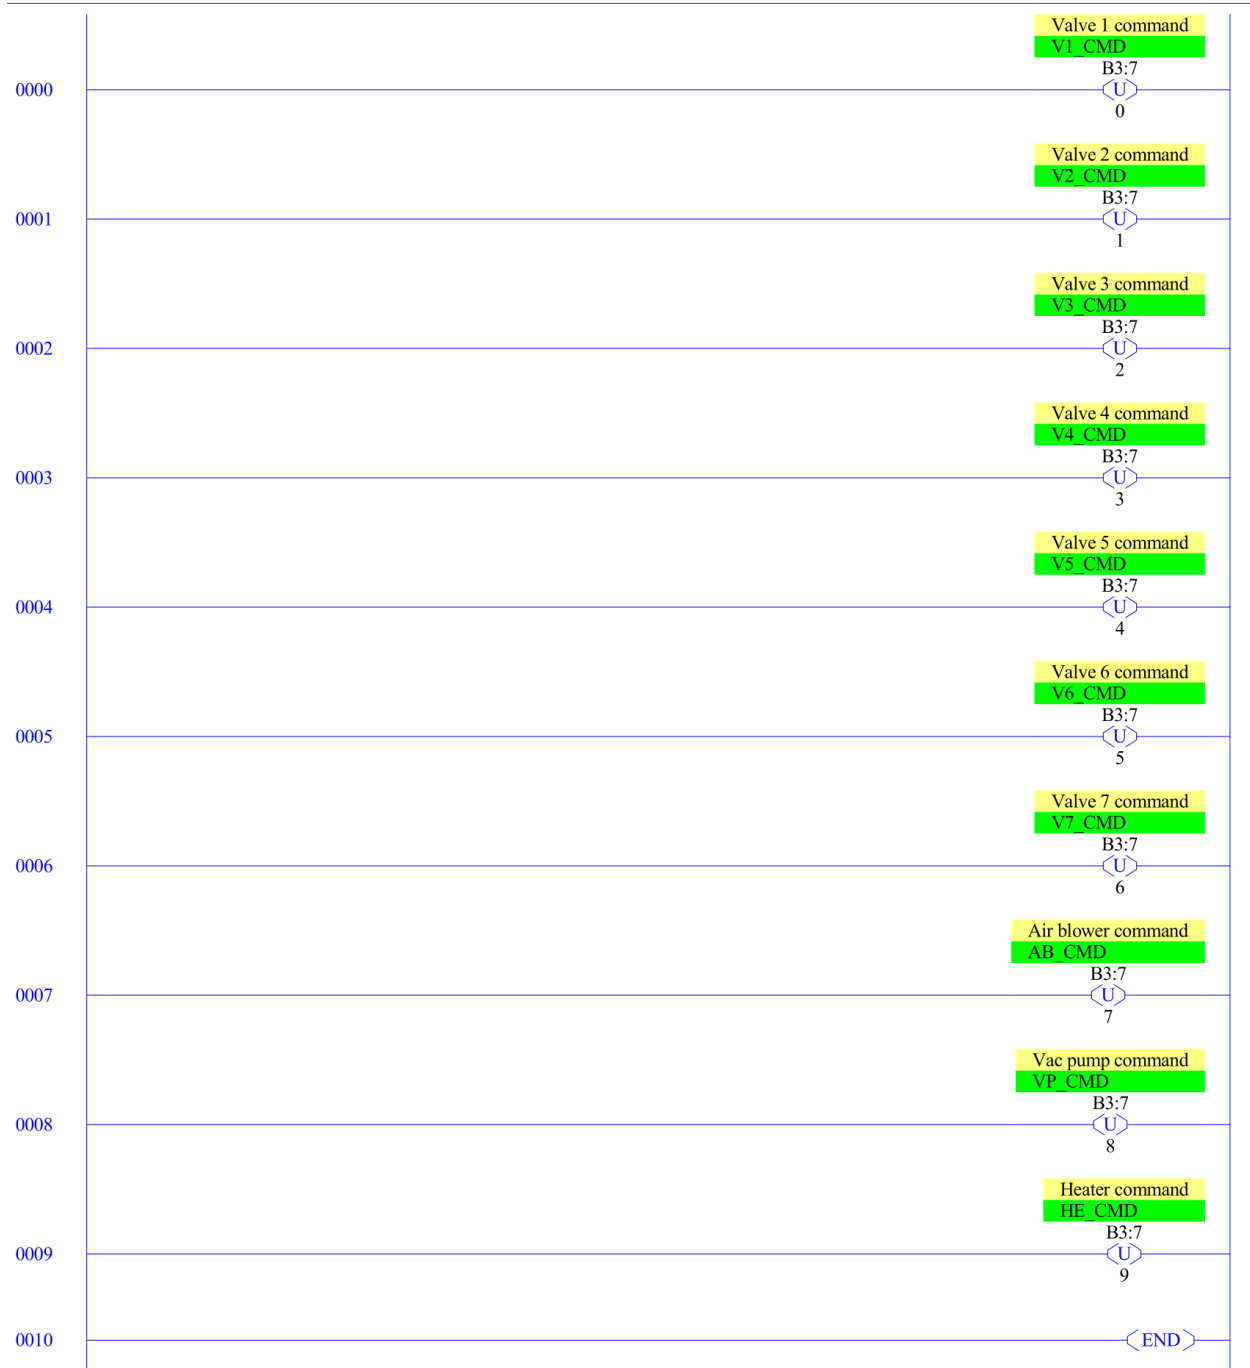 Valve 1 command
V1_CMD
B3:7
0000
U
0
Valve 2 command
V2_CMD
B3:7
0001
U
1
Valve 3 command
V3_CMD
B3:7
0002
U
2
Valve 4 command
V4_CMD
B3:7
0003
U
3
Valve 5 command
V5_CMD
B3:7
0004
U
4
Valve 6 command
V6_CMD
B3:7
0005
U
5
Valve 7 command
V7_CMD
B3:7
0006
U
6
Air blower command
AB_CMD
B3:7
0007
U
7
Vac pump command
VP_CMD
B3:7
0008
U
8
Heater command
HE_CMD
B3:7
0009
U
9
0010
END